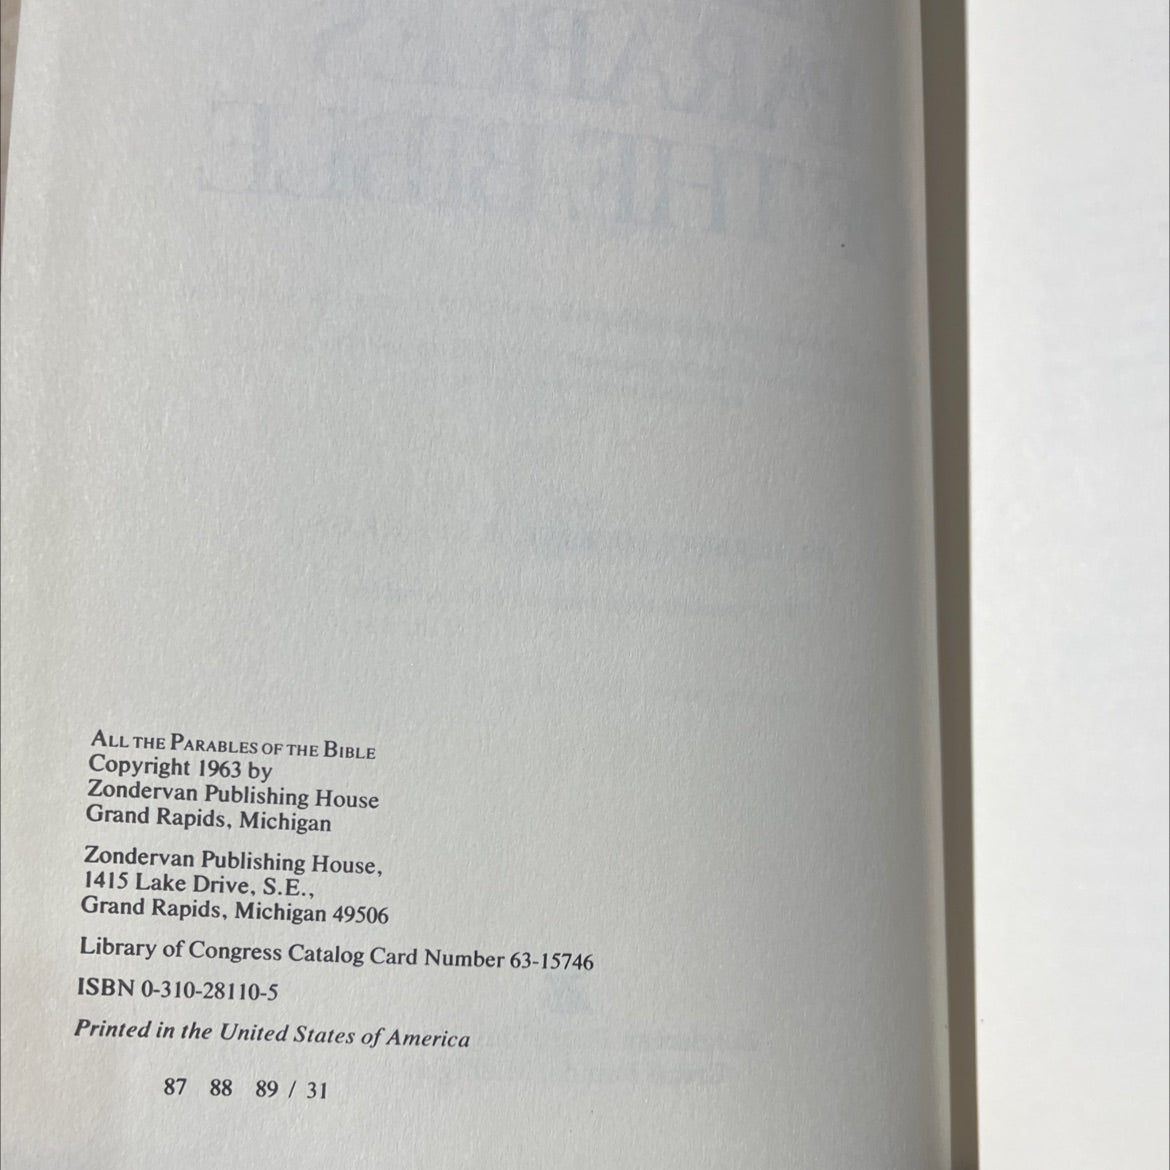 ALL THE PARABLES OF THE BIBLE
Copyright 1963 by
Zondervan Publishing House
Grand Rapids, Michigan
Zondervan Publishing House,
1415 Lake Drive, S.E.,
Grand Rapids, Michigan 49506
Library of Congress Catalog Card Number 63-15746
ISBN 0-310-28110-5
Printed in the United States of America
87 88 89 / 31